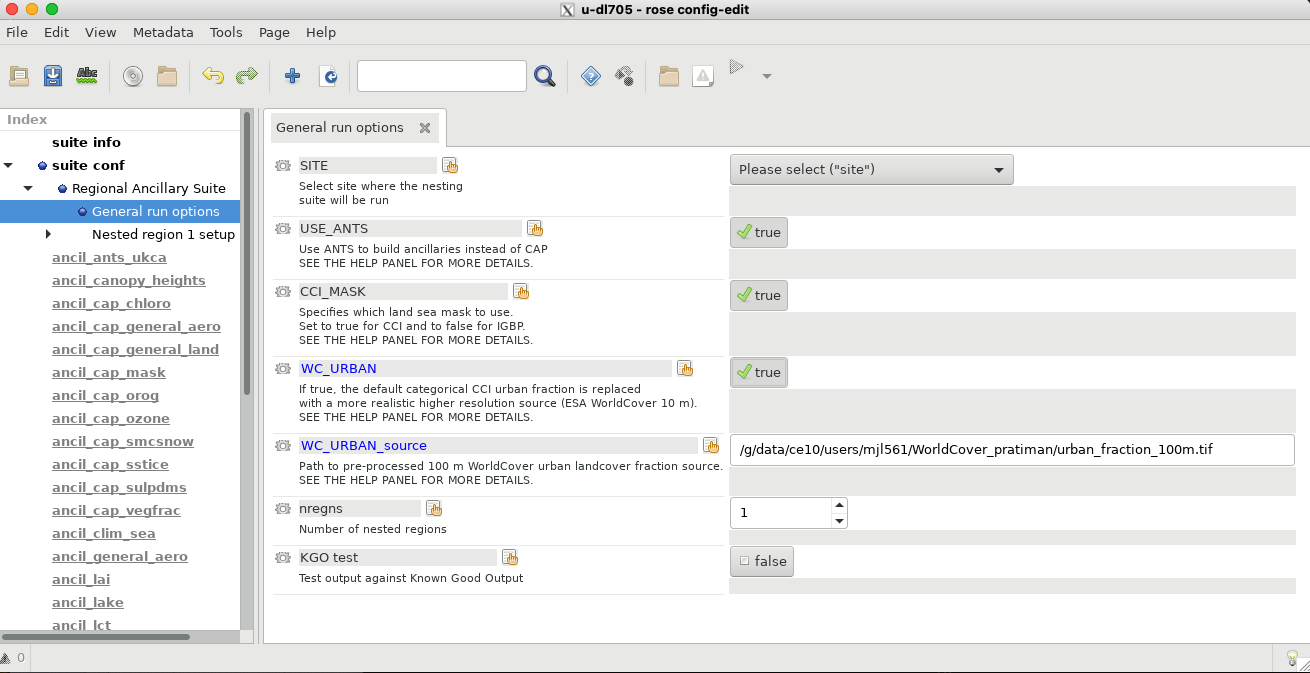 u-dl705 - rose config-edit
File Edit View Metadata Tools Page Help
Abc
Index
suite info
suite conf
Regional Ancillary Suite
General run options
Nested region 1 setup
ancil_ants_ukca
ancil_canopy_heights
ancil_cap_chloro
ancil_cap_general_aero
ancil_cap_general_land
ancil_cap_mask
ancil_cap_orog
ancil_cap_ozone
ancil_cap_smcsnow
ancil_cap_sstice
ancil_cap_sulpdms
ancil_cap_vegfrac
ancil_clim_sea
ancil_general_aero
ancil_lai
ancil_lake
ancil_lct
General run options
SITE
Please select ("site")
Select site where the nesting
suite will be run
USE_ANTS
true
Use ANTS to build ancillaries instead of CAP
SEE THE HELP PANEL FOR MORE DETAILS.
CCI_MASK
true
Specifies which land sea mask to use.
Set to true for CCI and to false for IGBP.
SEE THE HELP PANEL FOR MORE DETAILS.
WC_URBAN
true
If true, the default categorical CCI urban fraction is replaced
with a more realistic higher resolution source (ESA WorldCover 10 m).
SEE THE HELP PANEL FOR MORE DETAILS.
WC_URBAN_source
/g/data/ce10/users/mjl561/WorldCover_pratiman/urban_fraction_100m.tif
Path to pre-processed 100 m WorldCover urban landcover fraction source.
SEE THE HELP PANEL FOR MORE DETAILS.
nregns
1
Number of nested regions
KGO test
false
Test output against Known Good Output
0